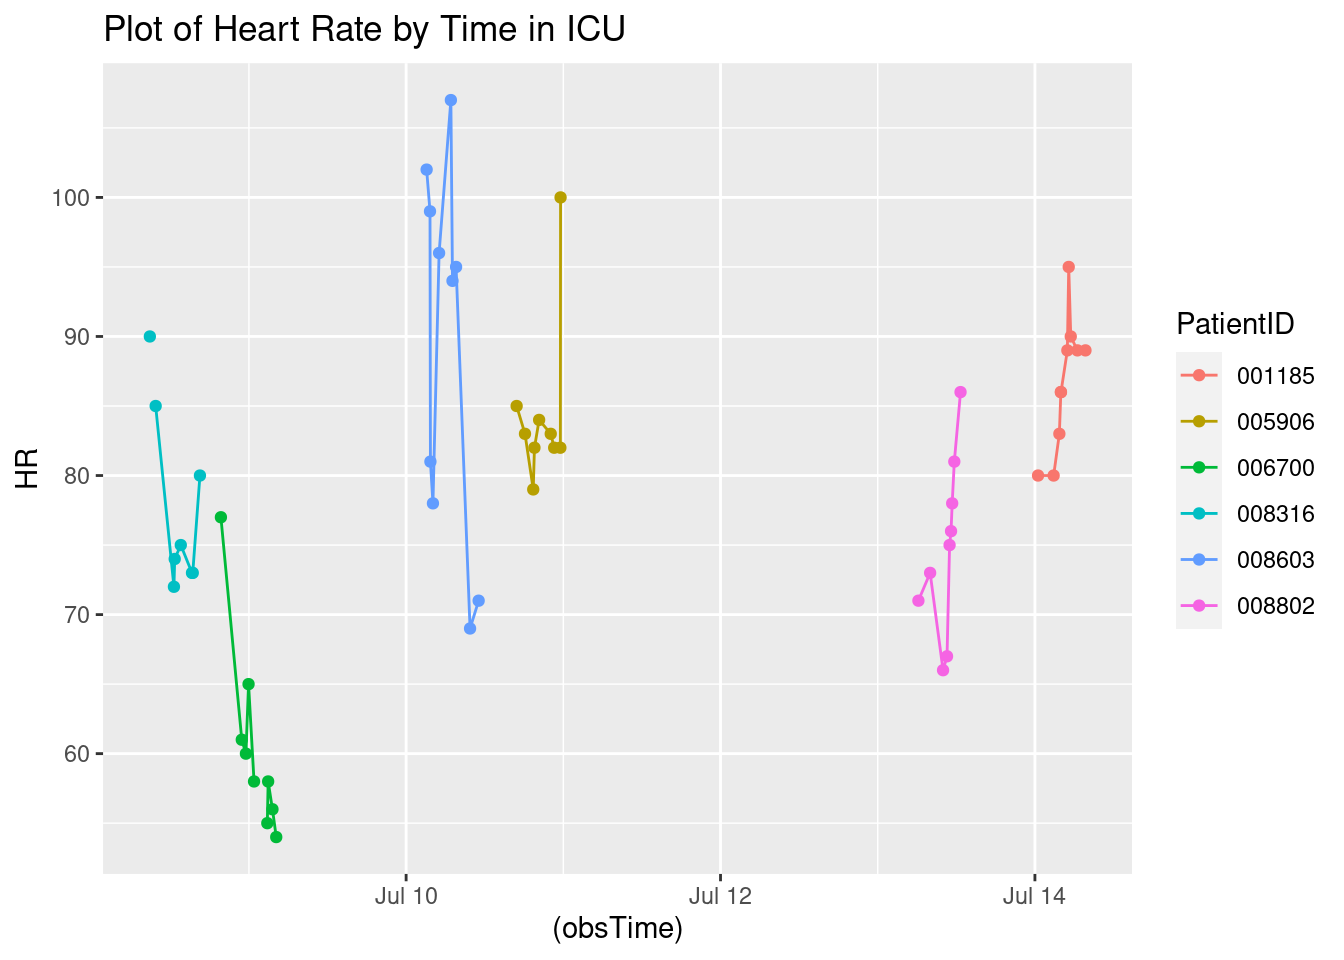 Plot of Heart Rate by Time in ICU
HR
100
90
80
70
60
Jul 10
Jul 12
Jul 14
(obsTime)
PatientID
001185
005906
006700
008316
008603
008802